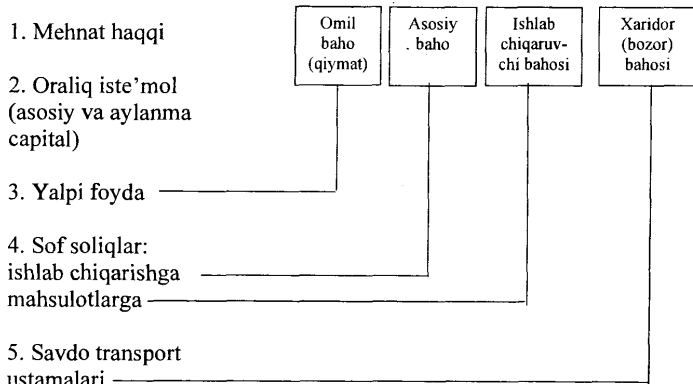 1. Mehnat haqqi
2. Oraliq iste’mol
(asosiy va aylanma
capital)
3. Yalpi foyda
4. Sof soliqlar:
ishlab chiqarishga
mahsulotlarga
5. Savdo transport
ustamalari
Omil
baho
(qiymat)
Asosiy
. baho
Ishlab
chiqaruv-
chi bahosi
Xaridor
(bozor)
bahosi